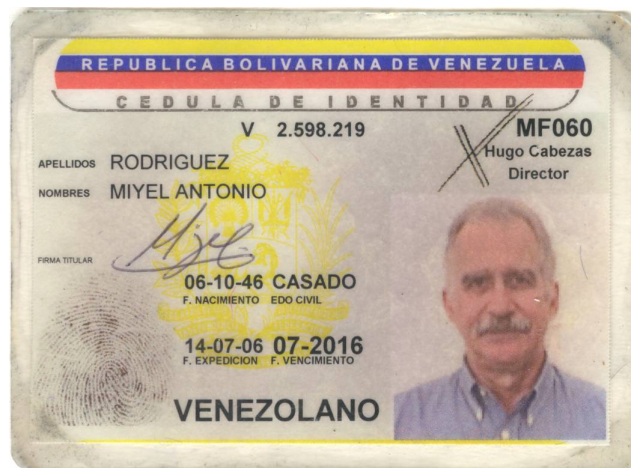 REPUBLICA BOLIVARIANA DE VENEZUELA
CEDULA DE IDENTIDAD
V 2.598.219
MF060
Hugo Cabezas
Director
APELLIDOS RODRIGUEZ
NOMBRES MIYEL ANTONIO
FIRMA TITULAR
06-10-46 CASADO
F. NACIMIENTO EDO CIVIL
14-07-06 07-2016
F. EXPEDICION F. VENCIMIENTO
VENEZOLANO